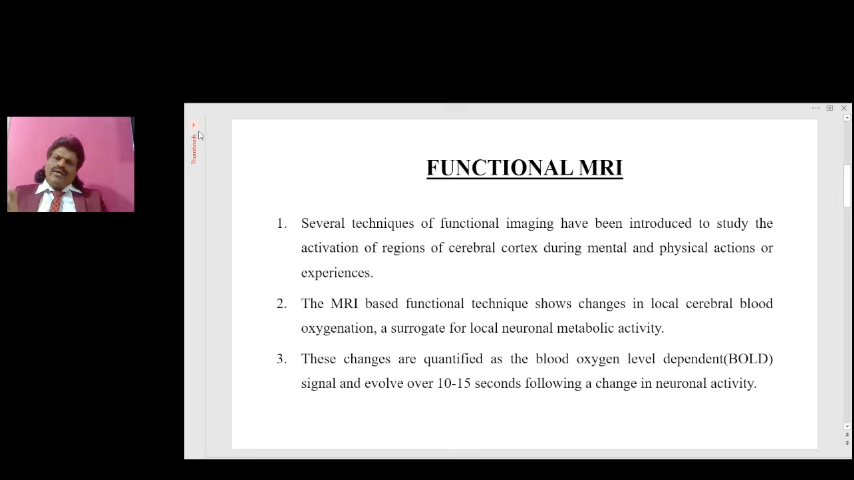 Thumbnails
FUNCTIONAL MRI
1. Several techniques of functional imaging have been introduced to study the
activation of regions of cerebral cortex during mental and physical actions or
experiences.
2. The MRI based functional technique shows changes in local cerebral blood
oxygenation, a surrogate for local neuronal metabolic activity.
3. These changes are quantified as the blood oxygen level dependent(BOLD)
signal and evolve over 10-15 seconds following a change in neuronal activity.